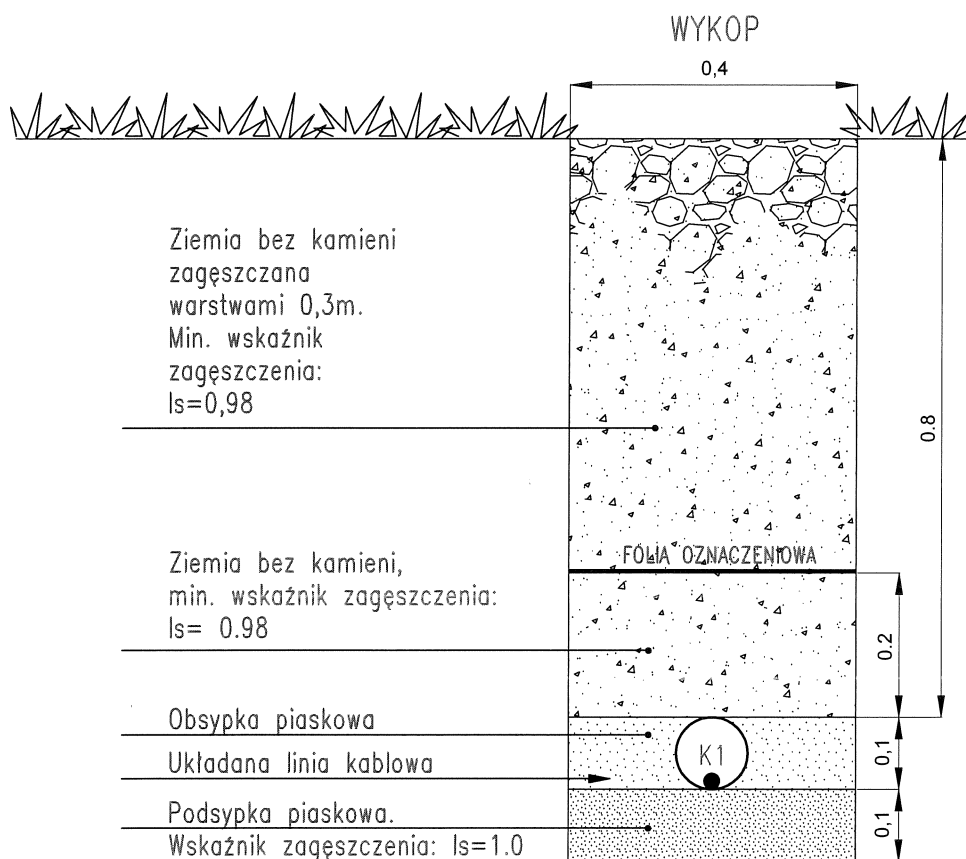 WYKOP
0,4
Ziemia bez kamieni
zagęszczana
warstwami 0,3m.
Min. wskaźnik
zagęszczenia:
Is=0,98
0.8
FOLIA OZNACZENIOWA
Ziemia bez kamieni,
min. wskaźnik zagęszczenia:
Is= 0.98
0.2
Obsypka piaskowa
Układana linia kablowa
K1
0,1
Podsypka piaskowa.
Wskaźnik zagęszczenia: Is=1.0
0,1